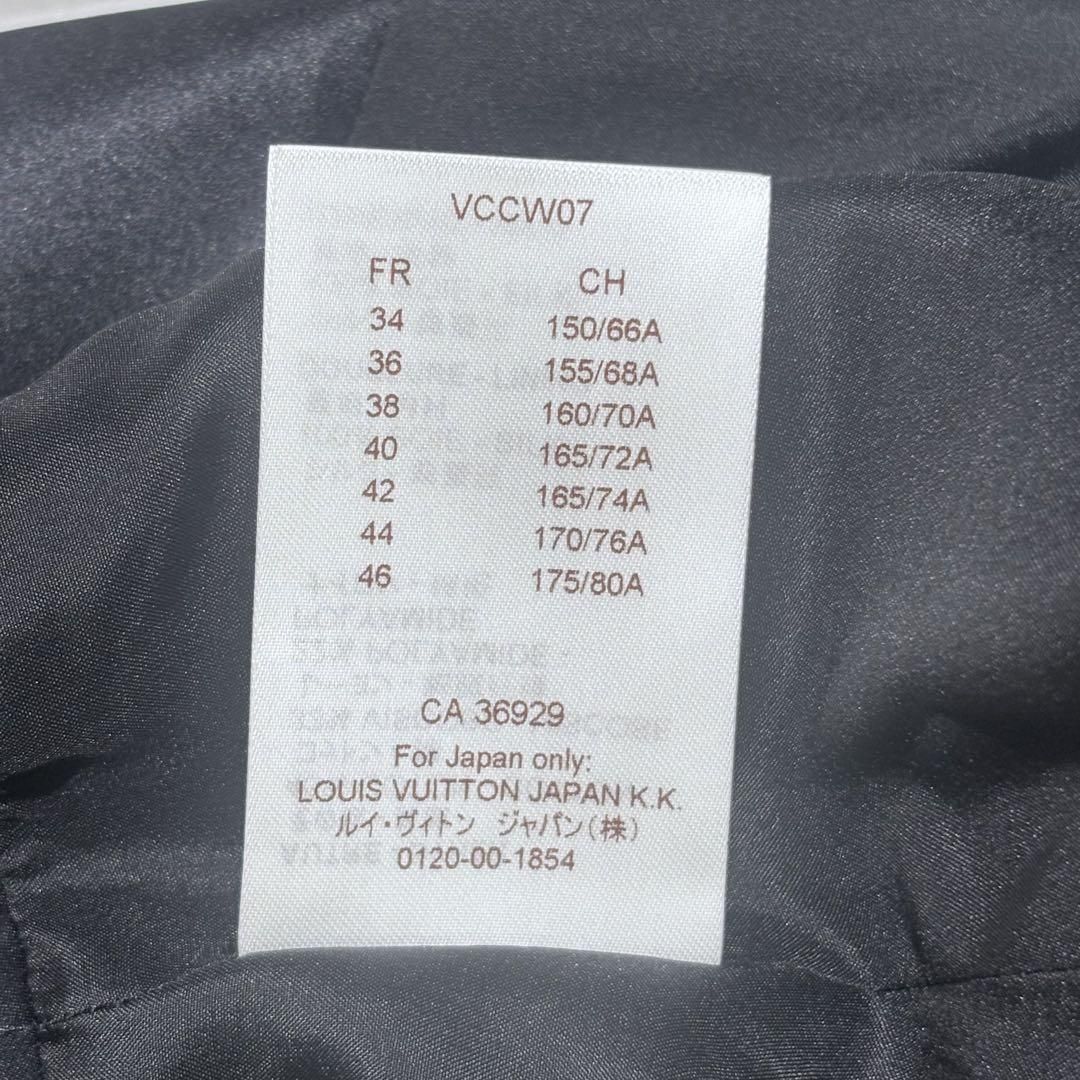 VCCW07
FR CH
34 150/66A
36 155/68A
38 160/70A
40 165/72A
42 165/74A
44 170/76A
46 175/80A
CA 36929
For Japan only:
LOUIS VUITTON JAPAN K.K.
ルイ・ヴィトン ジャパン(株)
0120-00-1854